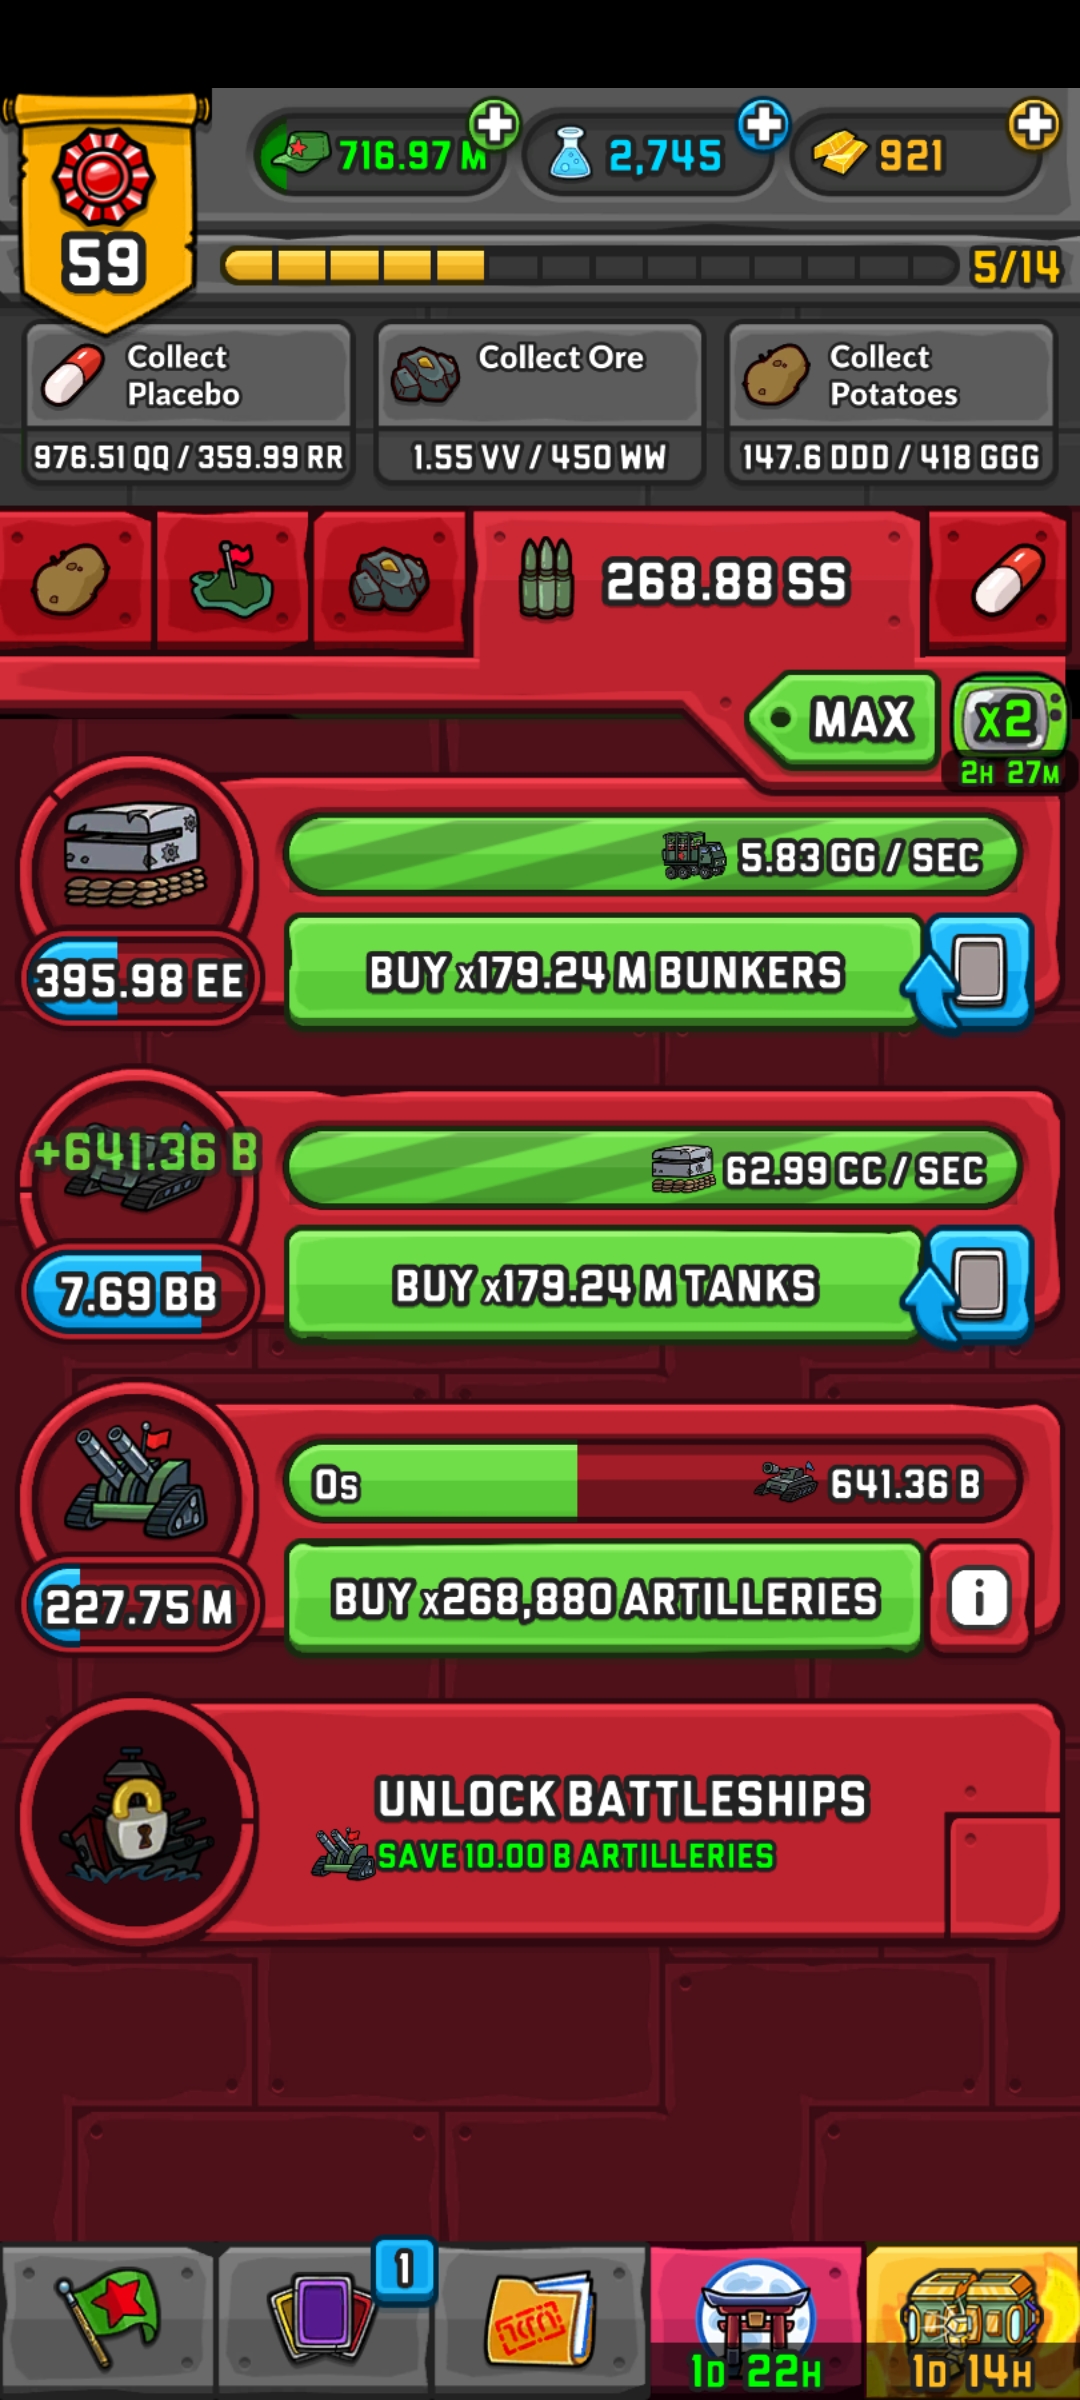 716.97 M
2,745
921
59
5/14
Collect
Placebo
976.51 QQ / 359.99 RR
Collect Ore
1.55 VV / 450 WW
Collect
Potatoes
147.6 DDD / 418 GGG
268.88 SS
MAX
x2
2H 27M
5.83 GG / SEC
395.98 EE
BUY x179.24 M BUNKERS
+641.36 B
62.99 CC / SEC
7.69 BB
BUY x179.24 M TANKS
0s
641.36 B
227.75 M
BUY x268,880 ARTILLERIES
i
UNLOCK BATTLESHIPS
SAVE 10.00 B ARTILLERIES
1
1D 22H
1D 14H